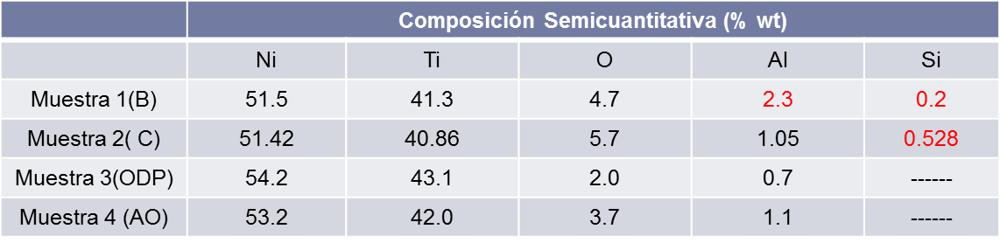 Composición Semicuantitativa (% wt)
Ni Ti O Al Si
Muestra 1(B) 51.5 41.3 4.7 2.3 0.2
Muestra 2( C) 51.42 40.86 5.7 1.05 0.528
Muestra 3(ODP) 54.2 43.1 2.0 0.7 ------
Muestra 4 (AO) 53.2 42.0 3.7 1.1 ------